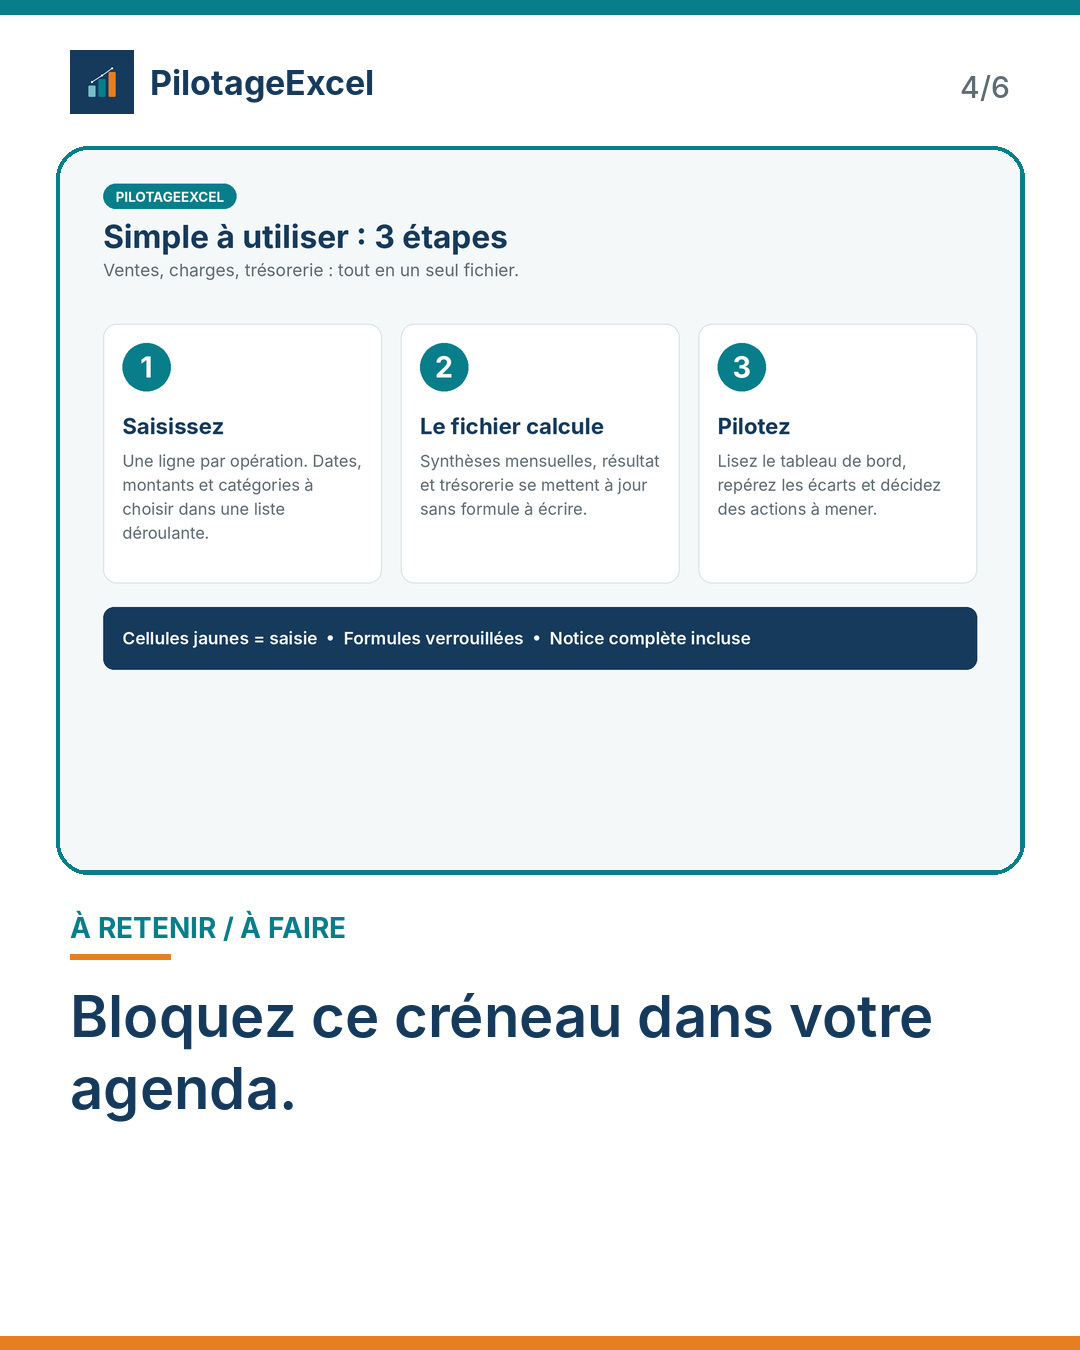 PilotageExcel
4/6
PILOTAGEEXCEL
Simple à utiliser : 3 étapes
Ventes, charges, trésorerie : tout en un seul fichier.
1
Saisissez
Une ligne par opération. Dates,
montants et catégories à
choisir dans une liste
déroulante.
2
Le fichier calcule
Synthèses mensuelles, résultat
et trésorerie se mettent à jour
sans formule à écrire.
3
Pilotez
Lisez le tableau de bord,
repérez les écarts et décidez
des actions à mener.
Cellules jaunes = saisie • Formules verrouillées • Notice complète incluse
À RETENIR / À FAIRE
Bloquez ce créneau dans votre
agenda.